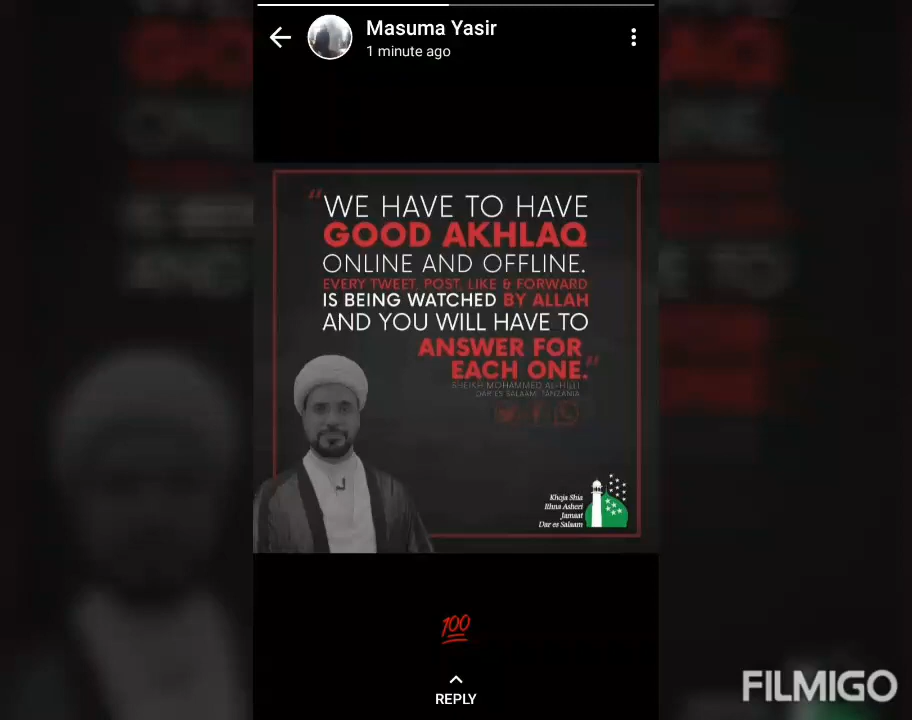 Masuma Yasir
1 minute ago
“WE HAVE TO HAVE
GOOD AKHLAQ
ONLINE AND OFFLINE.
EVERY TWEET, POST, LIKE & FORWARD
IS BEING WATCHED BY ALLAH
AND YOU WILL HAVE TO
ANSWER FOR
EACH ONE.”
SHEIKH MOHAMMED AL-HILLI
DAR ES SALAAM, TANZANIA
Khoja Shia
Ithna Asheri
Jamaat
Dar es Salaam
💯
REPLY
FILMIGO